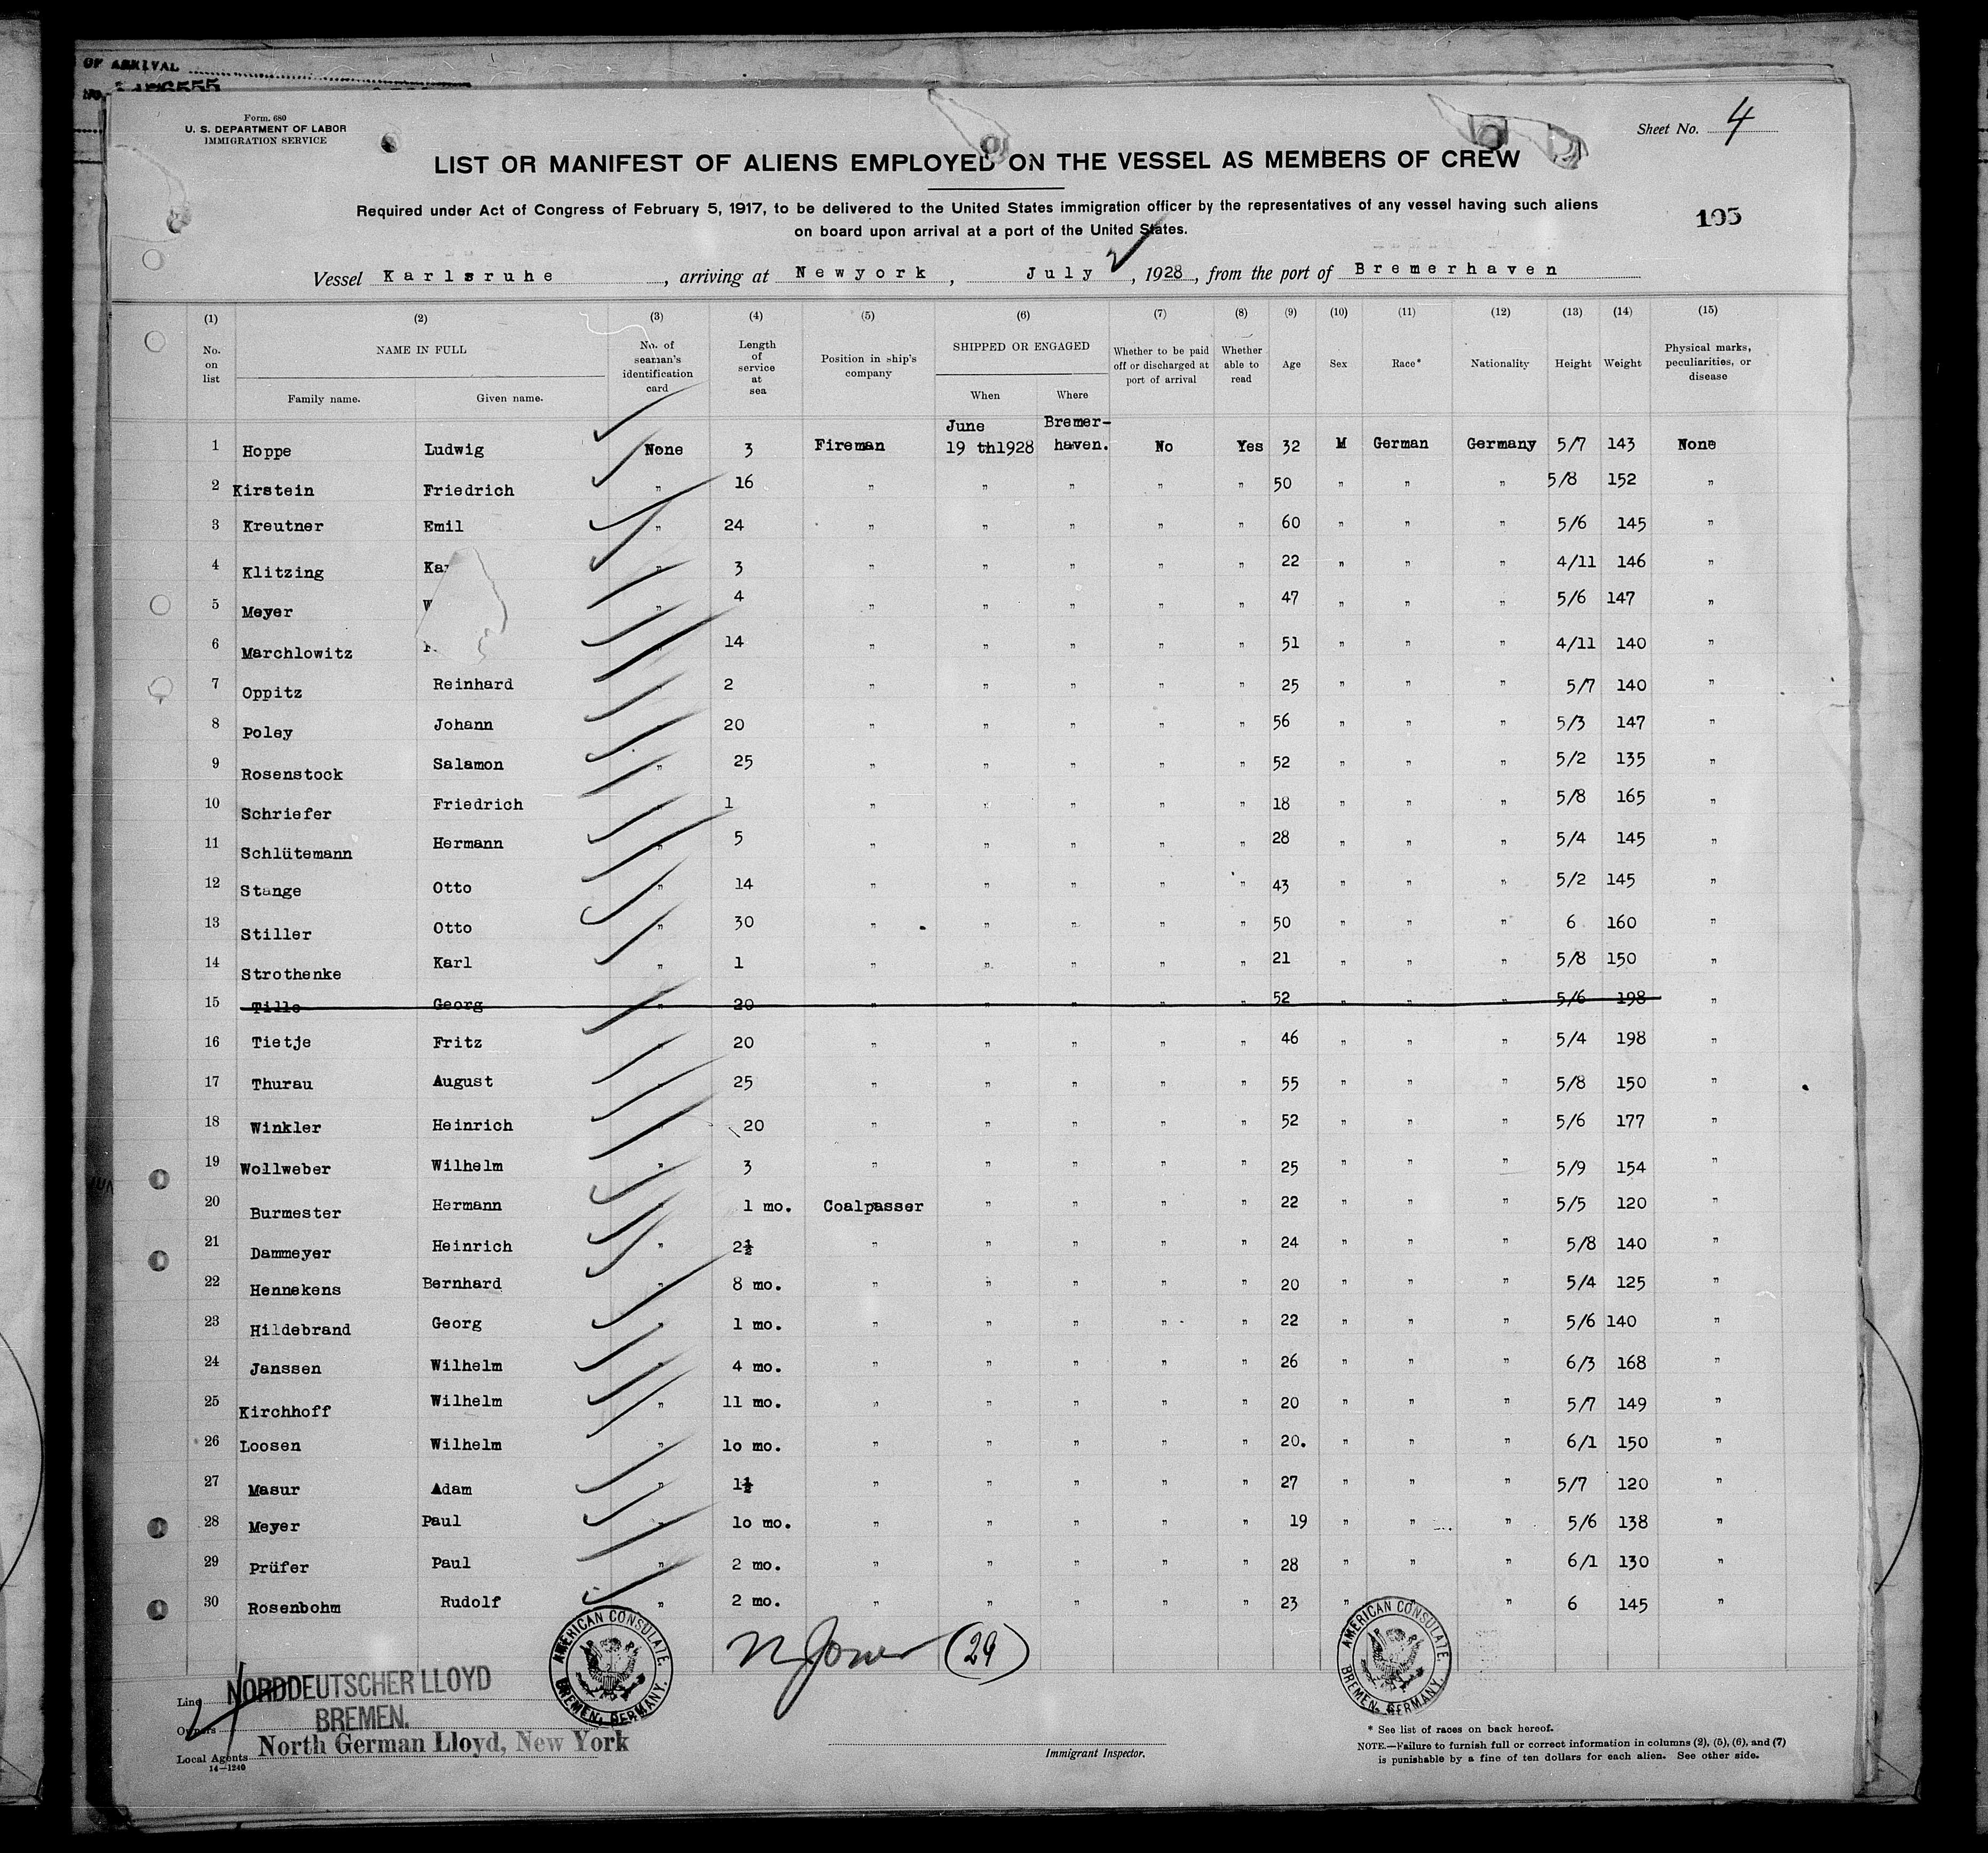 OF ARRIVAL
Form. 680
U. S. DEPARTMENT OF LABOR
IMMIGRATION SERVICE
Sheet No. 4
LIST OR MANIFEST OF ALIENS EMPLOYED ON THE VESSEL AS MEMBERS OF CREW
Required under Act of Congress of February 5, 1917, to be delivered to the United States immigration officer by the representatives of any vessel having such aliens
on board upon arrival at a port of the United States.
105
Vessel Karlsruhe, arriving at Newyork, July 2, 1928, from the port of Bremerhaven
(1) (2) (3) (4) (5) (6) (7) (8) (9) (10) (11) (12) (13) (14) (15)
No. on list NAME IN FULL Family name. Given name. No. of seaman's identification card Length of service at sea Position in ship's company SHIPPED OR ENGAGED When Where Whether to be paid off or discharged at port of arrival Whether able to read Age Sex Race* Nationality Height Weight Physical marks, peculiarities, or disease
1 Hoppe Ludwig None 3 Fireman June 19 th1928 Bremer-haven. No Yes 32 M German Germany 5/7 143 None
2 Kirstein Friedrich " 16 " " " " " 50 " " " 5/8 152 "
3 Kreutner Emil " 24 " " " " " 60 " " " 5/6 145 "
4 Klitzing " 3 " " " " " 22 " " " 4/11 146 "
5 Meyer " 4 " " " " " 47 " " " 5/6 147 "
6 Marchlowitz " 14 " " " " " 51 " " " 4/11 140 "
7 Oppitz Reinhard " 2 " " " " " 25 " " " 5/7 140 "
8 Poley Johann " 20 " " " " " 56 " " " 5/3 147 "
9 Rosenstock Salamon " 25 " " " " " 52 " " " 5/2 135 "
10 Schriefer Friedrich " 1 " " " " " 18 " " " 5/8 165 "
11 Schlütemann Hermann " 5 " " " " " 28 " " " 5/4 145 "
12 Stange Otto " 14 " " " " " 43 " " " 5/2 145 "
13 Stiller Otto " 30 " " " " " 50 " " " 6 160 "
14 Strothenke Karl " 1 " " " " " 21 " " " 5/8 150 "
15 Tille Georg " 20 " " " " " 52 " " " 5/6 198 "
16 Tietje Fritz " 20 " " " " " 46 " " " 5/4 198 "
17 Thurau August " 25 " " " " " 55 " " " 5/8 150 "
18 Winkler Heinrich " 20 " " " " " 52 " " " 5/6 177 "
19 Wollweber Wilhelm " 3 " " " " " 25 " " " 5/9 154 "
20 Burmester Hermann " 1 mo. Coalpasser " " " " 22 " " " 5/5 120 "
21 Dammeyer Heinrich " 2½ " " " " " 24 " " " 5/8 140 "
22 Hennekens Bernhard " 8 mo. " " " " " 20 " " " 5/4 125 "
23 Hildebrand Georg " 1 mo. " " " " " 22 " " " 5/6 140 "
24 Janssen Wilhelm " 4 mo. " " " " " 26 " " " 6/3 168 "
25 Kirchhoff Wilhelm " 11 mo. " " " " " 20 " " " 5/7 149 "
26 Loosen Wilhelm " 1o mo. " " " " " 20. " " " 6/1 150 "
27 Masur Adam " 1½ " " " " " 27 " " " 5/7 120 "
28 Meyer Paul " 1o mo. " " " " " 19 " " " 5/6 138 "
29 Prüfer Paul " 2 mo. " " " " " 28 " " " 6/1 130 "
30 Rosenbohm Rudolf " 2 mo. " " " " " 23 " " " 6 145 "
AMERICAN CONSULATE. BREMEN, GERMANY.
(29)
AMERICAN CONSULATE. BREMEN, GERMANY.
Line NORDDEUTSCHER LLOYD
Owners BREMEN.
Local Agents North German Lloyd, New York
14—1240
Immigrant Inspector.
* See list of races on back hereof.
NOTE.—Failure to furnish full or correct information in columns (2), (5), (6), and (7)
is punishable by a fine of ten dollars for each alien. See other side.